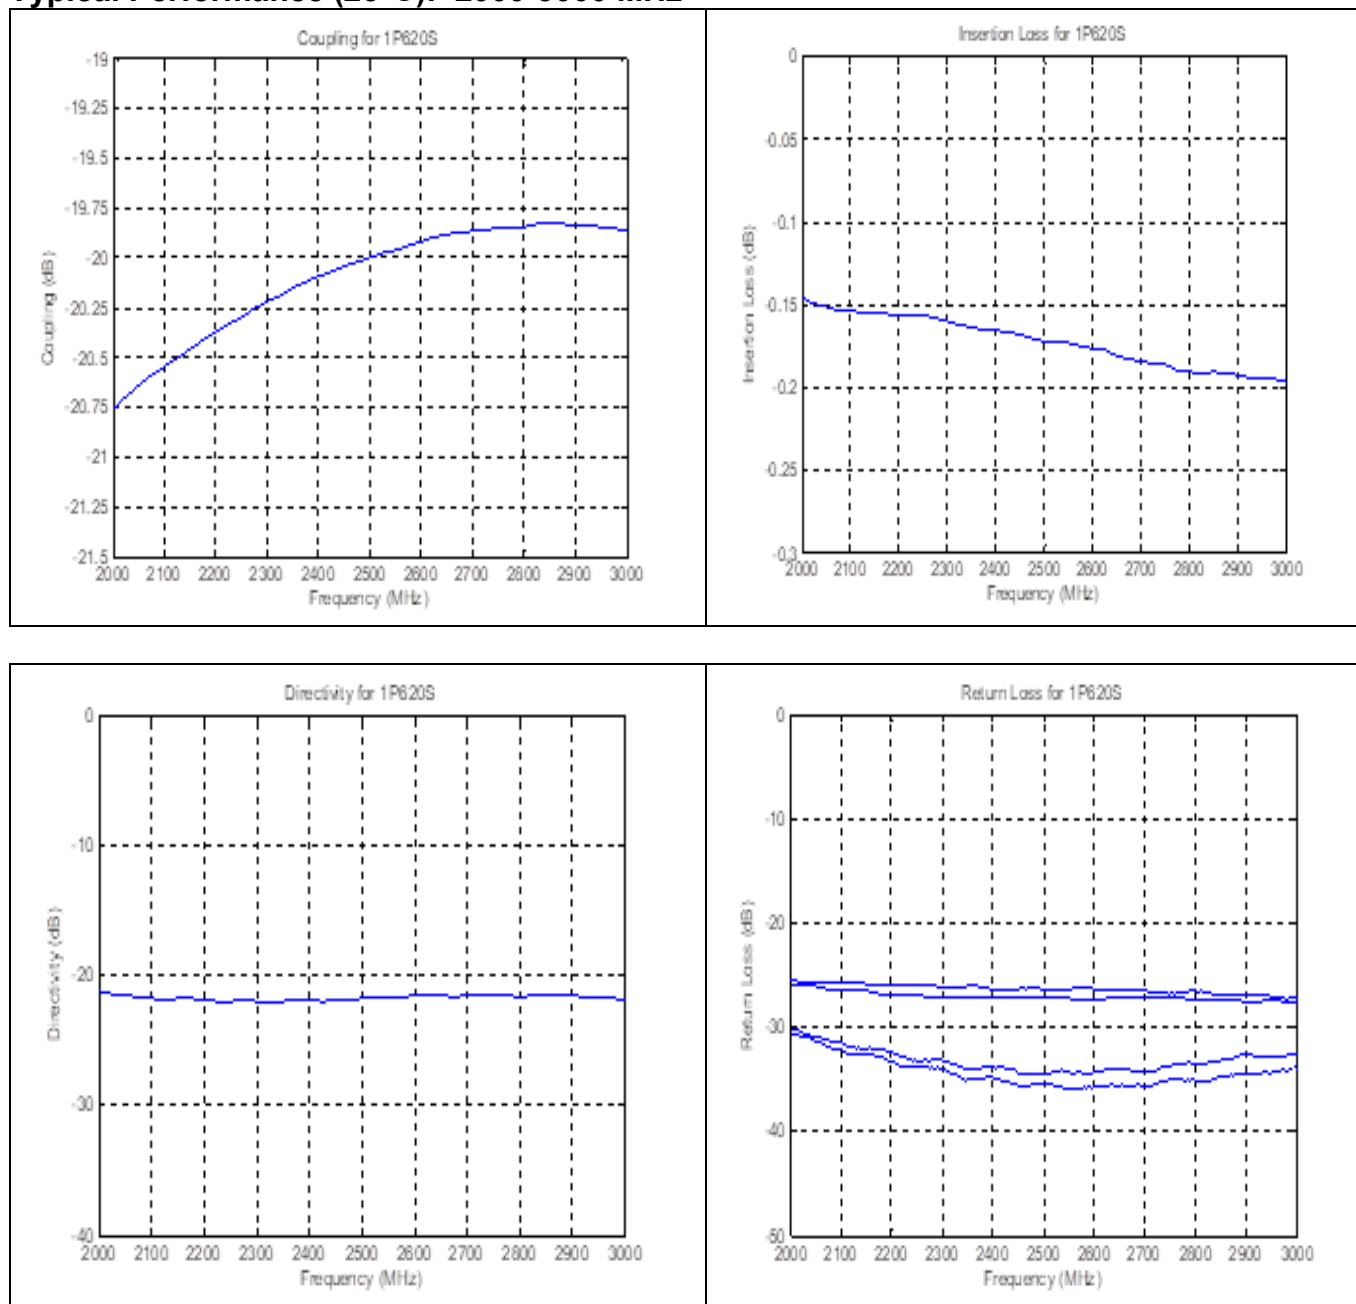 Coupling for 1P620S
-19
-19.25
-19.5
-19.75
-20
-20.25
-20.5
-20.75
-21
-21.25
-21.5
Coupling (dB)
2000 2100 2200 2300 2400 2500 2600 2700 2800 2900 3000
Frequency (MHz)
Insertion Loss for 1P620S
0
-0.05
-0.1
-0.15
-0.2
-0.25
-0.3
Insertion Loss (dB)
2000 2100 2200 2300 2400 2500 2600 2700 2800 2900 3000
Frequency (MHz)
Directivity for 1P620S
0
-10
-20
-30
-40
Directivity (dB)
2000 2100 2200 2300 2400 2500 2600 2700 2800 2900 3000
Frequency (MHz)
Return Loss for 1P620S
0
-10
-20
-30
-40
-50
Return Loss (dB)
2000 2100 2200 2300 2400 2500 2600 2700 2800 2900 3000
Frequency (MHz)